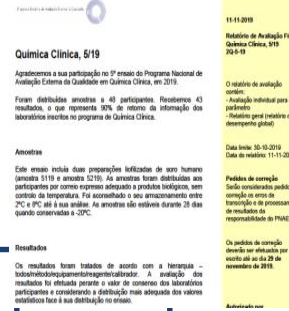 Química Clínica, 5/19
Agradecemos a sua participação no 5º ensaio do Programa Nacional de
Avaliação Externa da Qualidade em Química Clínica, em 2019.
Foram distribuídas amostras a 48 participantes. Recebemos 43
resultados, o que representa 90% de retorno da informação dos
laboratórios inscritos no programa de Química Clínica.
Amostras
Este ensaio incluía duas preparações liofilizadas de soro humano
(amostra 5119 e amostra 5219). As amostras foram distribuídas aos
participantes por correio expresso adequado a produtos biológicos, sem
controlo da temperatura. Foi aconselhado o seu armazenamento entre
2ºC e 8ºC até à sua análise. As amostras são estáveis durante 28 dias
quando conservadas a -20ºC.
Resultados
Os resultados foram tratados de acordo com a hierarquia –
todos/método/equipamento/reagente/calibrador. A avaliação dos
resultados foi efetuada perante o valor de consenso dos laboratórios
participantes e considerando a distribuição mais adequada dos valores
estatísticos face à sua distribuição no ensaio.
11-11-2019
Relatório de Avaliação Fi
Química Clínica, 5/19
O relatório de avaliação
contém:
- Avaliação individual para
parâmetro
- Relatório geral (relatório
desempenho global)
Data limite: 30-10-2019
Data do relatório: 11-11-20
Pedidos de correção
Serão considerados pedido
correção os erros de
transcrição e de processam
de resultados da
responsabilidade do PNAE
Os pedidos de correção
deverão ser efetuados por
escrito até ao dia 29 de
novembro de 2019.
Autorizado por